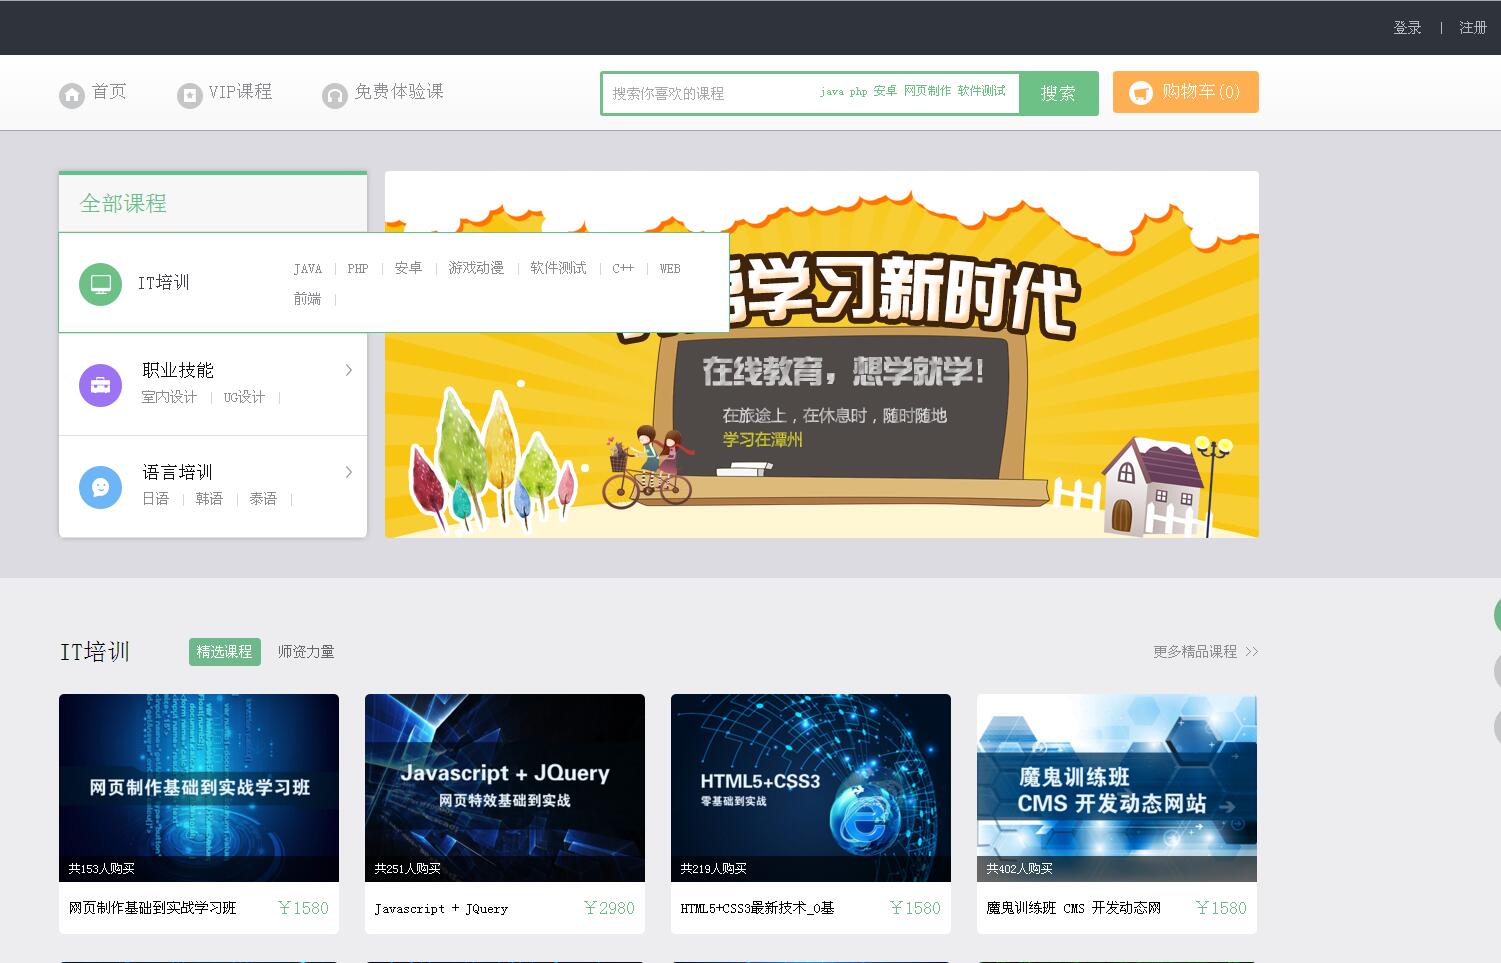 登录 | 注册
首页 VIP课程 免费体验课 搜索你喜欢的课程 java php 安卓 网页制作 软件测试 搜索 购物车(0)
全部课程
IT培训
JAVA | PHP | 安卓 | 游戏动漫 | 软件测试 | C++ | WEB
前端 |
职业技能
室内设计 | UG设计 |
语言培训
日语 | 韩语 | 泰语 |
学习新时代
在线教育，想学就学！
在旅途上，在休息时，随时随地
学习在潭州
IT培训 精选课程 师资力量 更多精品课程 >>
网页制作基础到实战学习班
共153人购买
网页制作基础到实战学习班 ￥1580
Javascript + JQuery
网页特效基础到实战
共251人购买
Javascript + JQuery ￥2980
HTML5+CSS3
零基础到实战
共219人购买
HTML5+CSS3最新技术_0基 ￥1580
魔鬼训练班
CMS 开发动态网站
共402人购买
魔鬼训练班 CMS 开发动态网 ￥1580